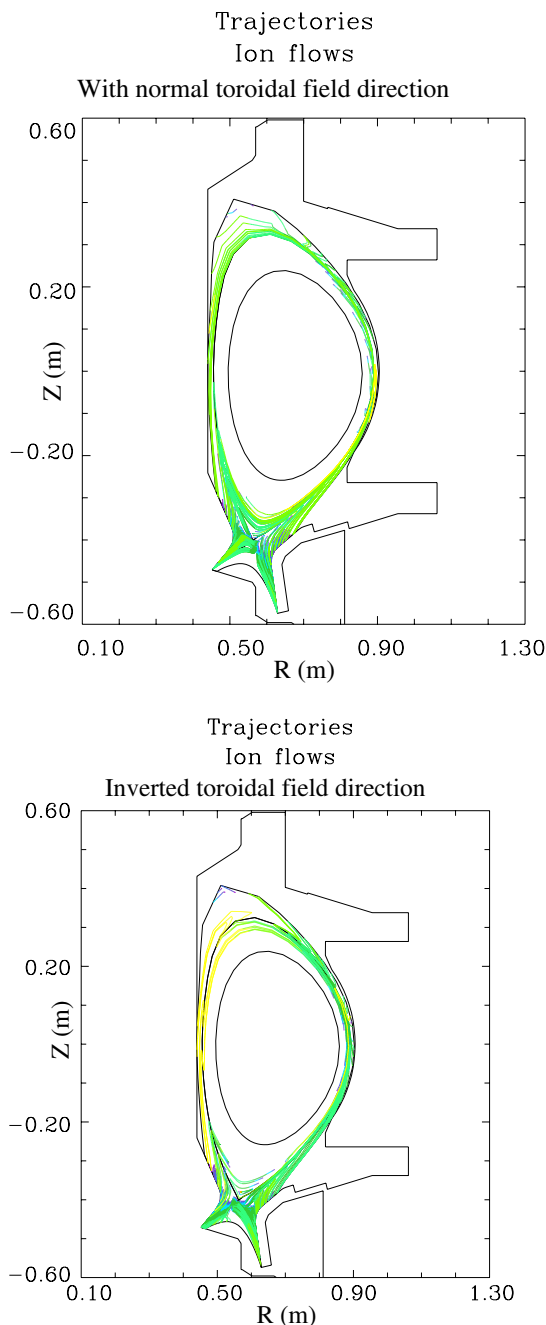 Trajectories
Ion flows
With normal toroidal field direction
0.60
0.20
Z (m)
−0.20
−0.60
0.10 0.50 0.90 1.30
R (m)
Trajectories
Ion flows
Inverted toroidal field direction
0.60
0.20
Z (m)
−0.20
−0.60
0.10 0.50 0.90 1.30
R (m)